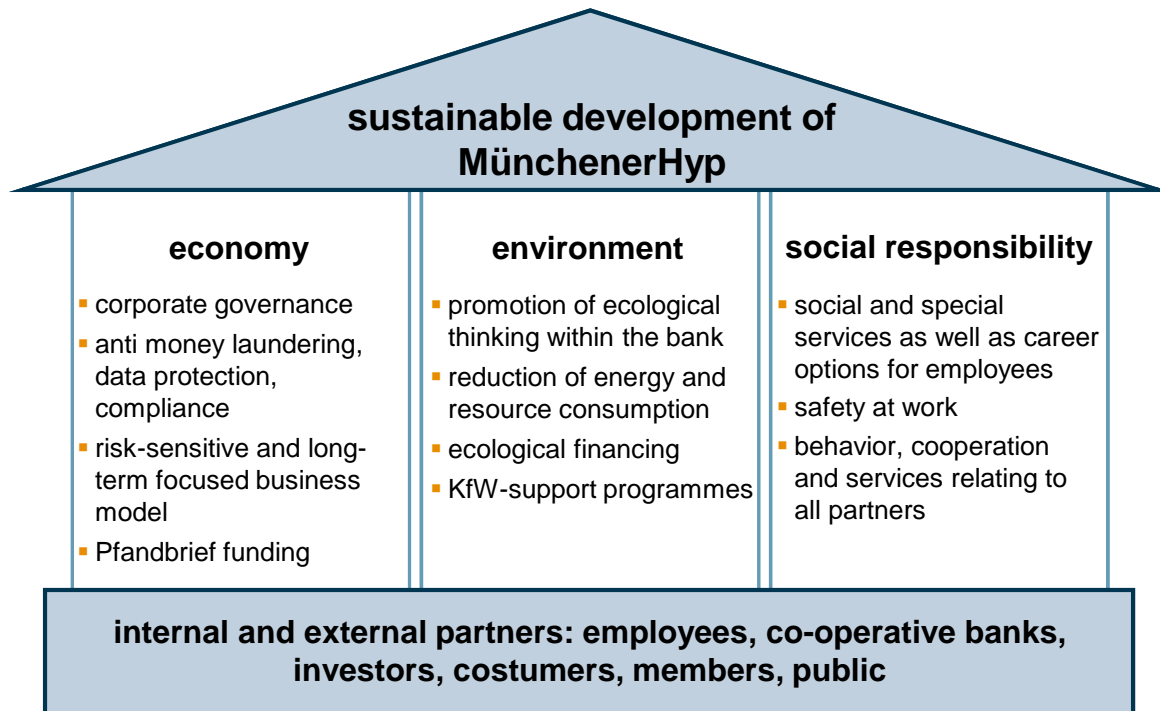 sustainable development of
MünchenerHyp
economy
▪ corporate governance
▪ anti money laundering,
data protection,
compliance
▪ risk-sensitive and long-
term focused business
model
▪ Pfandbrief funding
environment
▪ promotion of ecological
thinking within the bank
▪ reduction of energy and
resource consumption
▪ ecological financing
▪ KfW-support programmes
social responsibility
▪ social and special
services as well as career
options for employees
▪ safety at work
▪ behavior, cooperation
and services relating to
all partners
internal and external partners: employees, co-operative banks,
investors, costumers, members, public